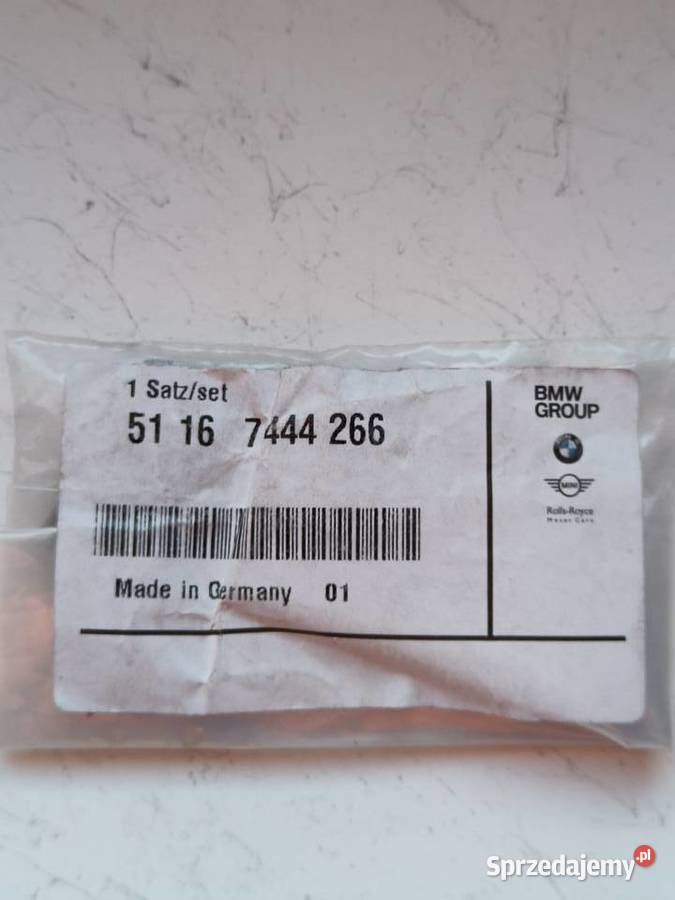 1 Satz/set
51 16 7444 266
Made in Germany 01
BMW
GROUP
MINI
Rolls-Royce
Motor Cars
Sprzedajemy.pl